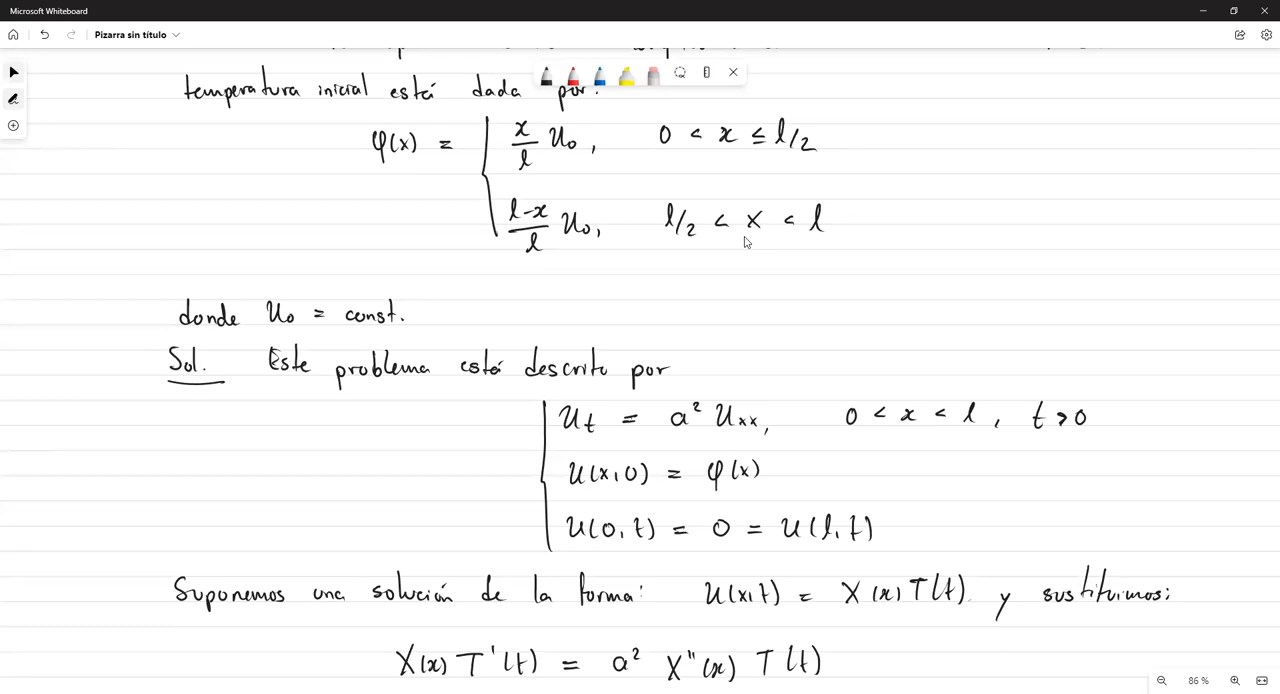 Microsoft Whiteboard
Pizarra sin título
temperatura inicial está dada por:
φ(x) = { x/l u₀, 0 < x ≤ l/2
l-x/l u₀, l/2 < x < l
donde u₀ = const.
Sol. Este problema está descrito por
u_t = a² u_xx, 0 < x < l, t > 0
u(x,0) = φ(x)
u(0,t) = 0 = u(l,t)
Suponemos una solución de la forma: u(x,t) = X(x)T(t) y sustituimos:
X(x) T'(t) = a² X''(x) T(t)
86 %